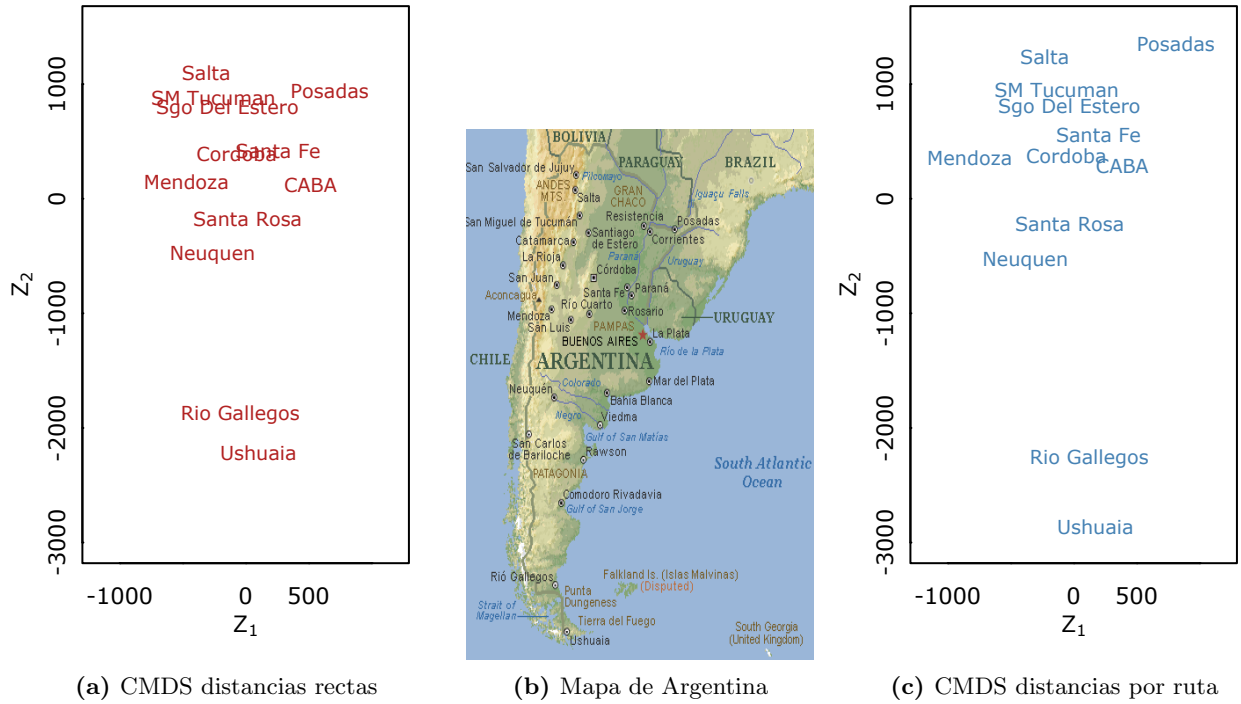 Salta
Posadas
SM Tucuman
Sgo Del Estero
Cordoba
Santa Fe
Mendoza
CABA
Santa Rosa
Neuquen
Rio Gallegos
Ushuaia
1000
0
-1000
-2000
-3000
Z2
-1000
0
500
Z1
(a) CMDS distancias rectas
BOLIVIA
San Salvador de Jujuy
PARAGUAY
BRAZIL
Pilcomayo
ANDES
MTS.
Salta
GRAN
CHACO
Iguaçu Falls
San Miguel de Tucumán
Resistencia
Posadas
Catamarca
Santiago
de Estero
Corrientes
La Rioja
Paraná
Uruguay
San Juan
Córdoba
Aconcagua
Santa Fe
Paraná
Mendoza
Río Cuarto
Rosario
San Luis
PAMPAS
URUGUAY
BUENOS AIRES
La Plata
Río de la Plata
CHILE
ARGENTINA
Neuquén
Colorado
Mar del Plata
Bahía Blanca
Negro
Viedma
San Carlos
de Bariloche
Gulf of San Matías
Rawson
PATAGONIA
South Atlantic
Ocean
Comodoro Rivadavia
Gulf of San Jorge
Rió Gallegos
Falkland Is. (Islas Malvinas)
(Disputed)
Punta
Dungeness
Strait of
Magellan
Tierra del Fuego
Ushuaia
South Georgia
(United Kingdom)
(b) Mapa de Argentina
Posadas
Salta
SM Tucuman
Sgo Del Estero
Santa Fe
Mendoza
Cordoba
CABA
Santa Rosa
Neuquen
Rio Gallegos
Ushuaia
1000
0
-1000
-2000
-3000
Z2
-1000
0
500
Z1
(c) CMDS distancias por ruta